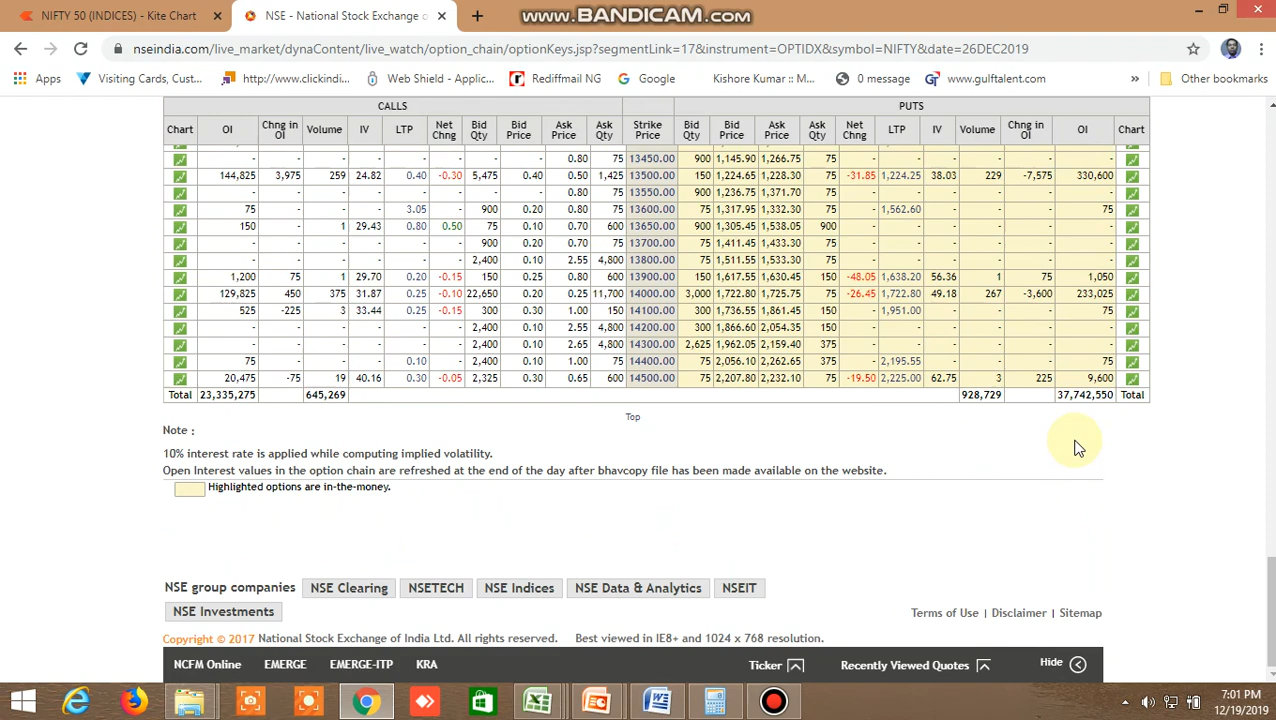 NIFTY 50 (INDICES) - Kite Chart
NSE - National Stock Exchange o
www.BANDICAM.com
nseindia.com/live_market/dynaContent/live_watch/option_chain/optionKeys.jsp?segmentLink=17&instrument=OPTIDX&symbol=NIFTY&date=26DEC2019
Apps Visiting Cards, Cust... http://www.clickindi... Web Shield - Applic... Rediffmail NG Google Kishore Kumar :: M... 0 message www.gulftalent.com » Other bookmarks
CALLS PUTS
Chart OI Chng in OI Volume IV LTP Net Chng Bid Qty Bid Price Ask Price Ask Qty Strike Price Bid Qty Bid Price Ask Price Ask Qty Net Chng LTP IV Volume Chng in OI OI Chart
- - - - - - - - 0.80 75 13450.00 900 1,145.90 1,266.75 75 - - - - - -
144,825 3,975 259 24.82 0.40 -0.30 5,475 0.40 0.50 1,425 13500.00 150 1,224.65 1,228.30 75 -31.85 1,224.25 38.03 229 -7,575 330,600
- - - - - - - - 0.80 75 13550.00 900 1,236.75 1,371.70 75 - - - - - -
75 - - - 3.05 - 900 0.20 0.80 75 13600.00 75 1,317.95 1,332.30 75 - 1,562.60 - - - 75
150 - 1 29.43 0.80 0.50 75 0.10 0.70 600 13650.00 900 1,305.45 1,538.05 900 - - - - - -
- - - - - - 900 0.20 0.70 75 13700.00 75 1,411.45 1,433.30 75 - - - - - -
- - - - - - 2,400 0.10 2.55 4,800 13800.00 75 1,511.55 1,533.30 75 - - - - - -
1,200 75 1 29.70 0.20 -0.15 150 0.25 0.80 600 13900.00 150 1,617.55 1,630.45 150 -48.05 1,638.20 56.36 1 75 1,050
129,825 450 375 31.87 0.25 -0.10 22,650 0.20 0.25 11,700 14000.00 3,000 1,722.80 1,725.75 75 -26.45 1,722.80 49.18 267 -3,600 233,025
525 -225 3 33.44 0.25 -0.15 300 0.30 1.00 150 14100.00 300 1,736.55 1,861.45 150 - 1,951.00 - - - 75
- - - - - - 2,400 0.10 2.55 4,800 14200.00 300 1,866.60 2,054.35 150 - - - - - -
- - - - - - 2,400 0.10 2.65 4,800 14300.00 2,625 1,962.05 2,159.40 375 - - - - - -
75 - - - 0.10 - 2,400 0.10 1.00 75 14400.00 75 2,056.10 2,262.65 375 - 2,195.55 - - - 75
20,475 -75 19 40.16 0.30 -0.05 2,325 0.30 0.65 600 14500.00 75 2,207.80 2,232.10 75 -19.50 2,225.00 62.75 3 225 9,600
Total 23,335,275 645,269 928,729 37,742,550 Total
Top
Note :
10% interest rate is applied while computing implied volatility.
Open Interest values in the option chain are refreshed at the end of the day after bhavcopy file has been made available on the website.
Highlighted options are in-the-money.
NSE group companies NSE Clearing NSETECH NSE Indices NSE Data & Analytics NSEIT
NSE Investments
Terms of Use | Disclaimer | Sitemap
Copyright © 2017 National Stock Exchange of India Ltd. All rights reserved. Best viewed in IE8+ and 1024 x 768 resolution.
NCFM Online EMERGE EMERGE-ITP KRA Ticker Recently Viewed Quotes Hide
7:01 PM
12/19/2019